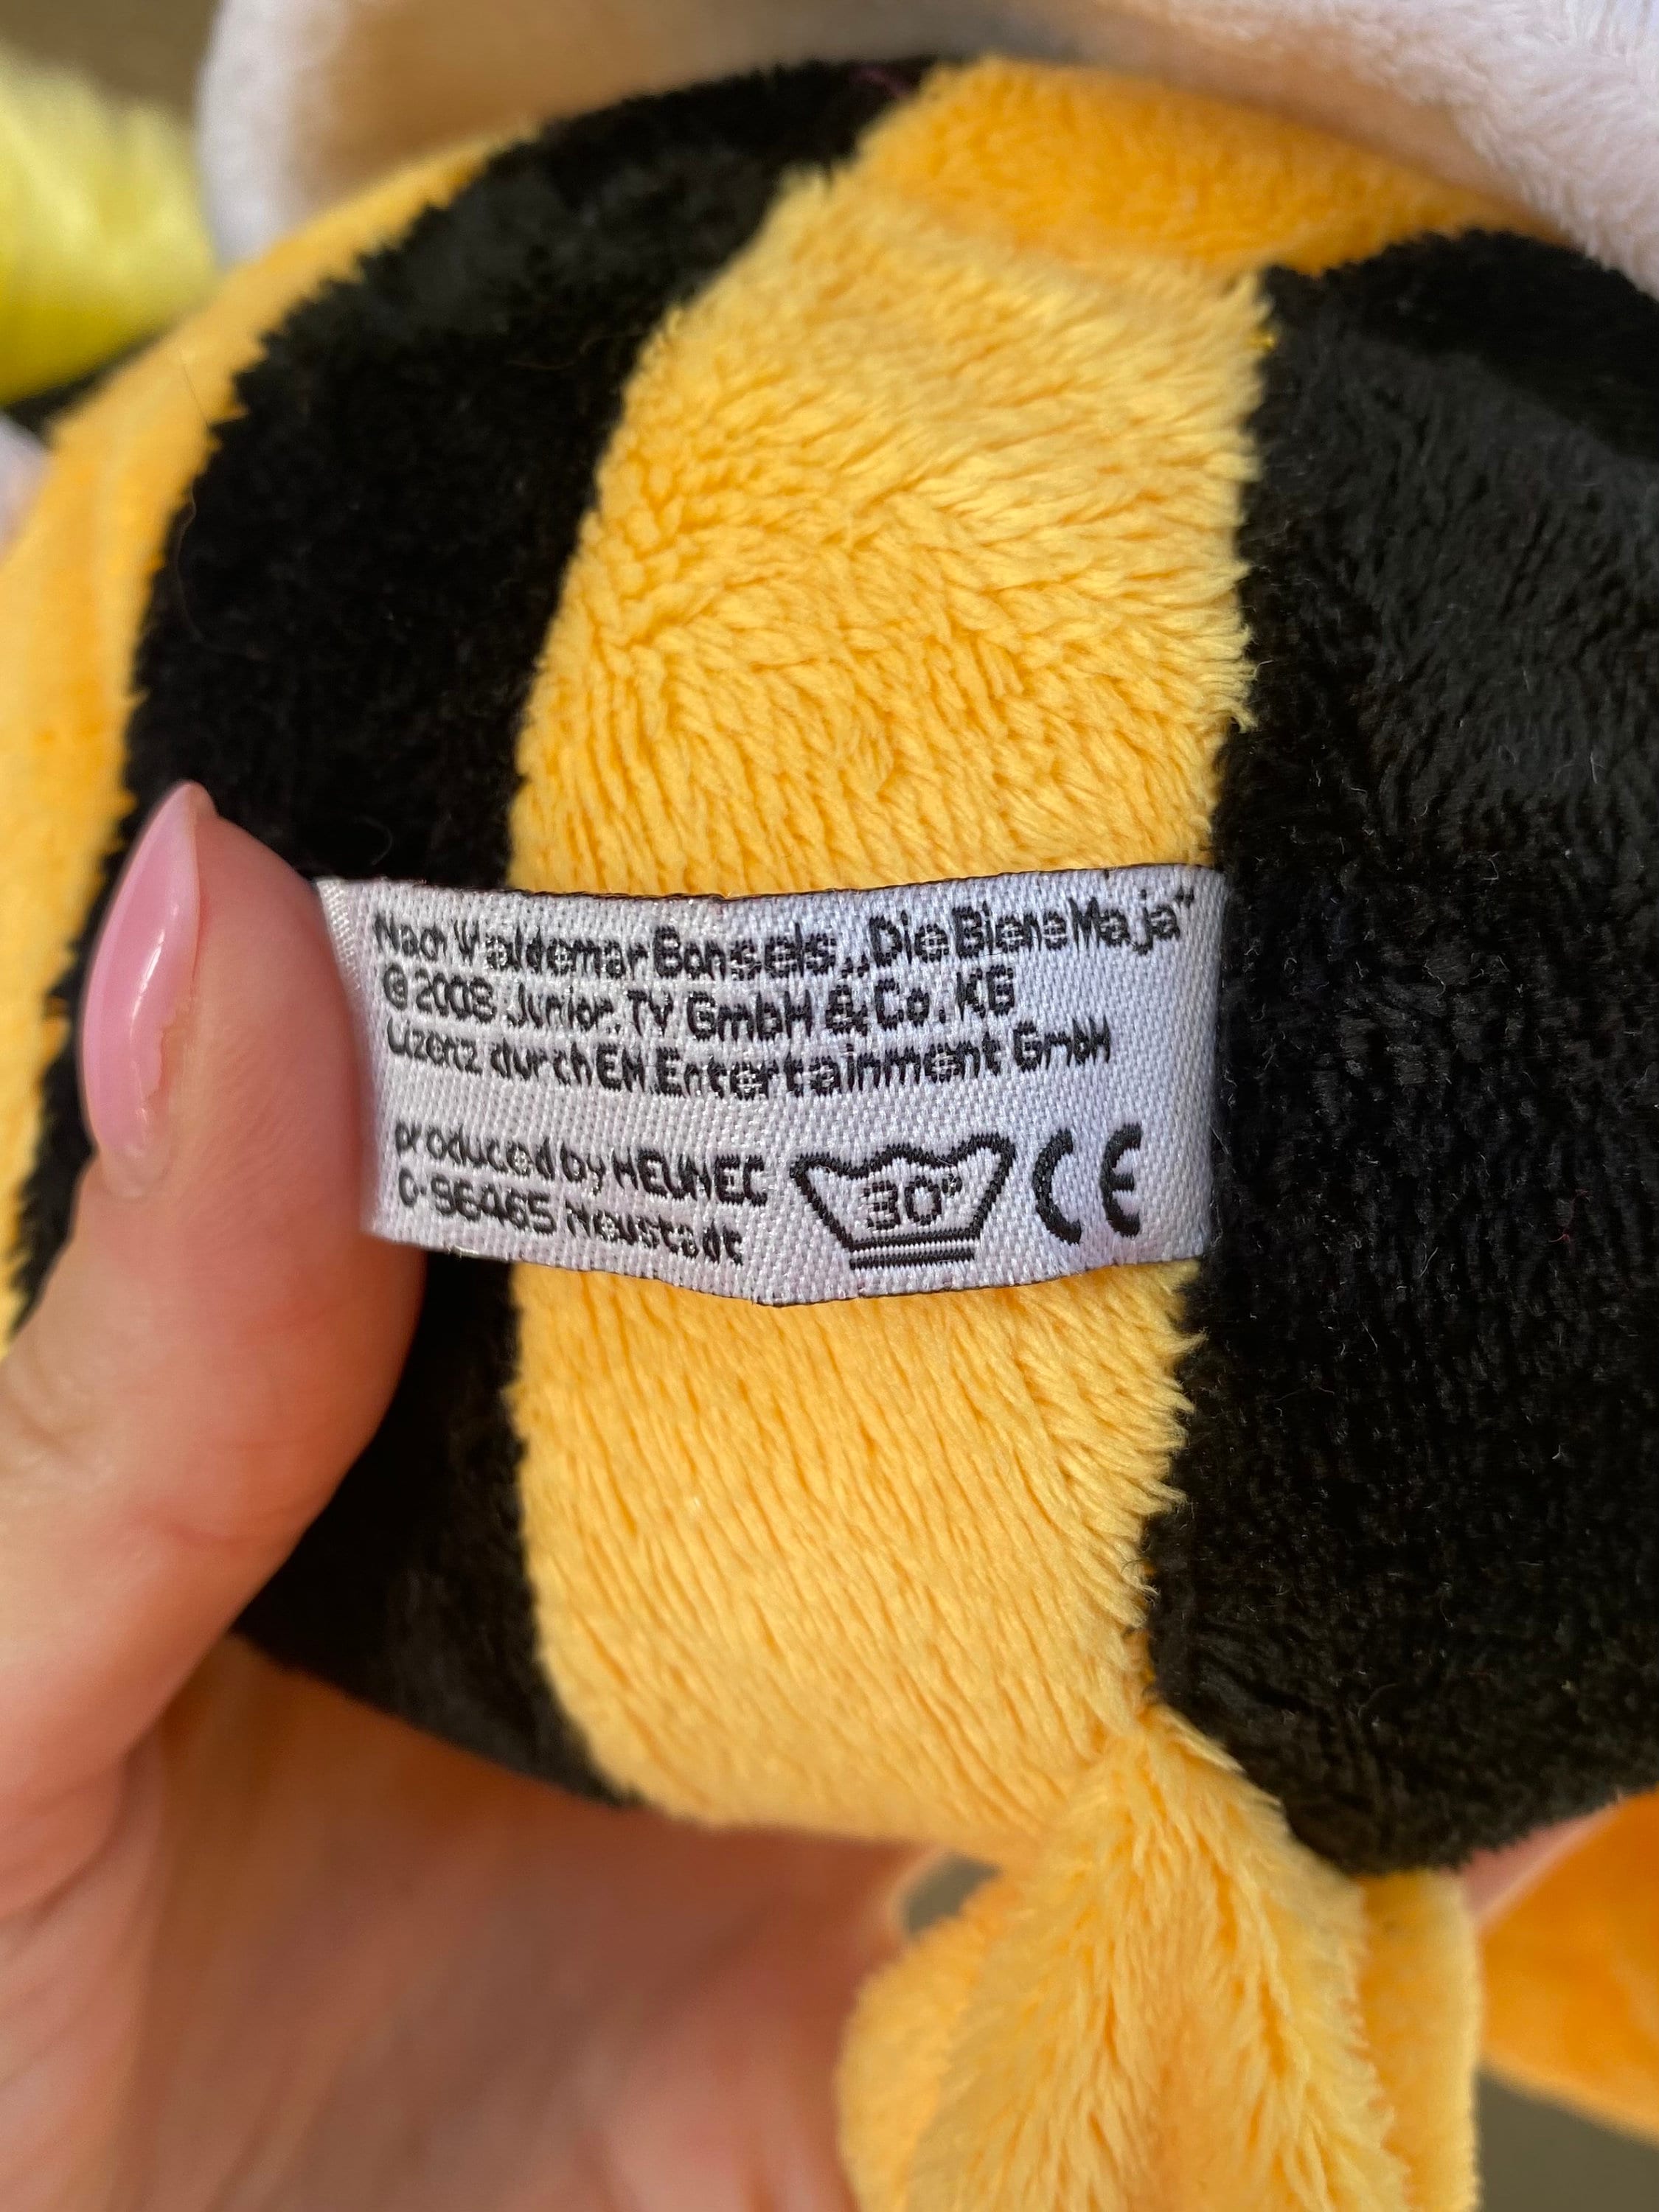 Nach Waldemar Bonsels „Die Biene Maja“
© 2008 Junior.TV GmbH & Co. KG
Lizenz durch EM.Entertainment GmbH
produced by HEUNEC
D-96465 Neustadt
30°
CE